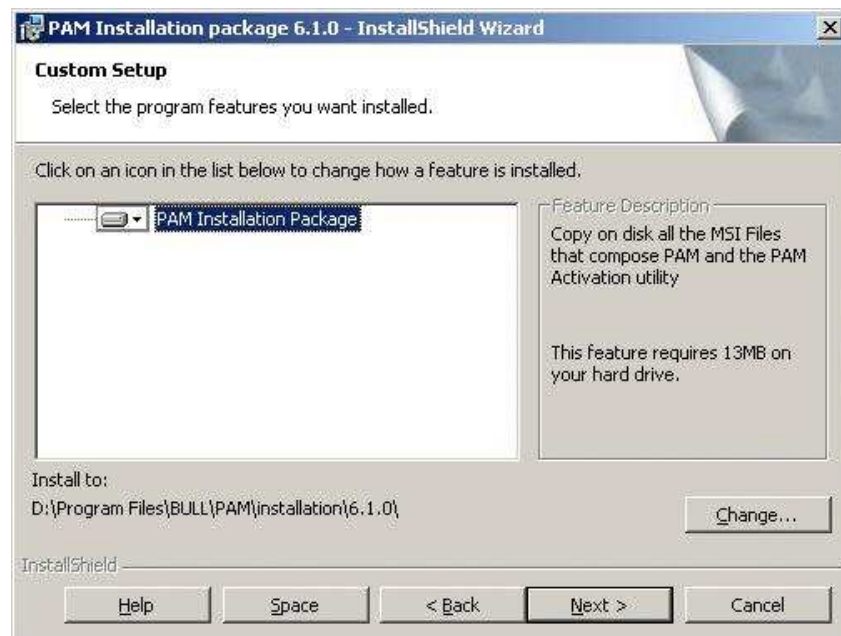 PAM Installation package 6.1.0 - InstallShield Wizard
Custom Setup
Select the program features you want installed.
Click on an icon in the list below to change how a feature is installed.
PAM Installation Package
Feature Description
Copy on disk all the MSI Files
that compose PAM and the PAM
Activation utility
This feature requires 13MB on
your hard drive.
Install to:
D:\Program Files\BULL\PAM\installation\6.1.0\
Change...
InstallShield
Help
Space
< Back
Next >
Cancel